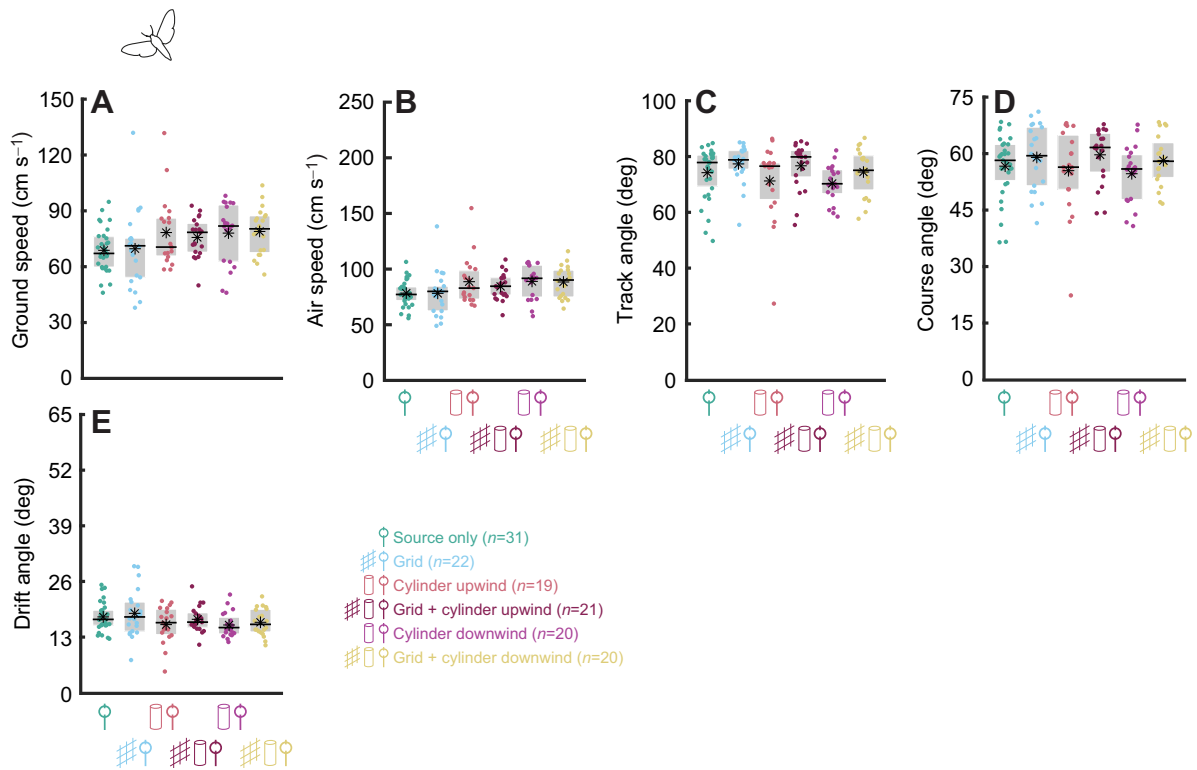 A
Ground speed (cm s⁻¹)
150
120
90
60
30
0
B
Air speed (cm s⁻¹)
250
200
150
100
50
0
C
Track angle (deg)
100
80
60
40
20
0
D
Course angle (deg)
75
60
45
30
15
0
E
Drift angle (deg)
65
52
39
26
13
0
Source only (n=31)
Grid (n=22)
Cylinder upwind (n=19)
Grid + cylinder upwind (n=21)
Cylinder downwind (n=20)
Grid + cylinder downwind (n=20)